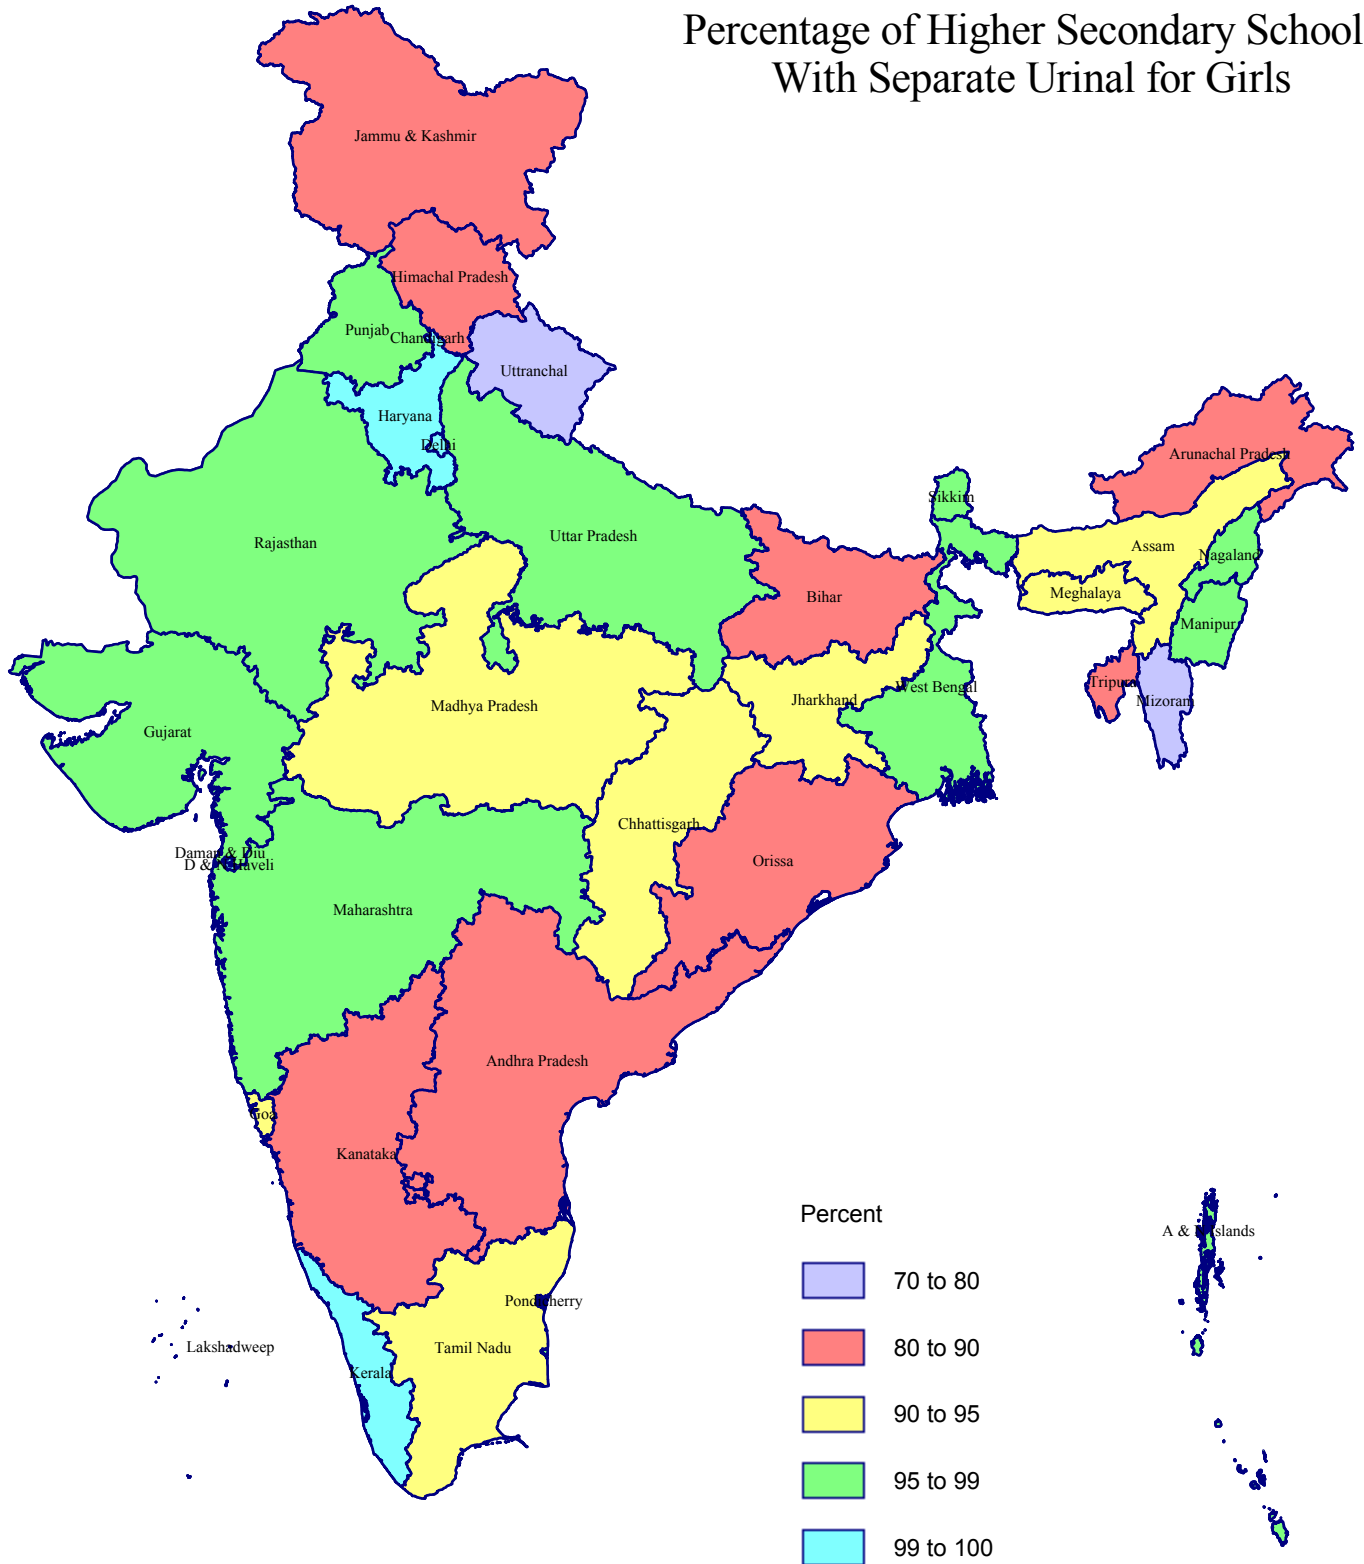 Percentage of Higher Secondary School
With Separate Urinal for Girls
Jammu & Kashmir
Himachal Pradesh
Punjab
Chandigarh
Uttranchal
Haryana
Delhi
Arunachal Pradesh
Sikkim
Rajasthan
Uttar Pradesh
Assam
Nagaland
Bihar
Meghalaya
Manipur
Tripura
West Bengal
Jharkhand
Mizoram
Madhya Pradesh
Gujarat
Chhattisgarh
Daman & Diu
D & N Haveli
Orissa
Maharashtra
Andhra Pradesh
Goa
Kanataka
Percent
A & N Islands
70 to 80
Pondicherry
Lakshadweep
Tamil Nadu
80 to 90
Kerala
90 to 95
95 to 99
99 to 100